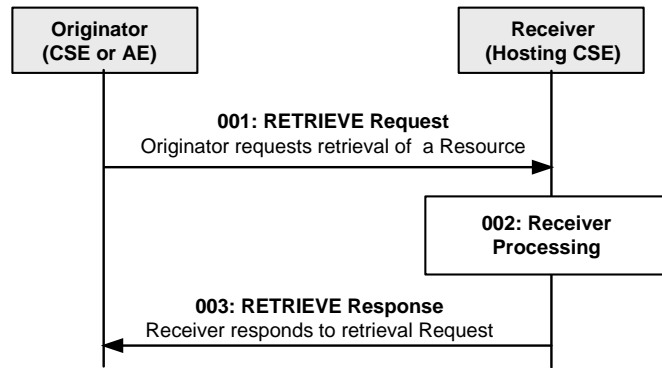 Originator
(CSE or AE)
Receiver
(Hosting CSE)
001: RETRIEVE Request
Originator requests retrieval of a Resource
002: Receiver
Processing
003: RETRIEVE Response
Receiver responds to retrieval Request